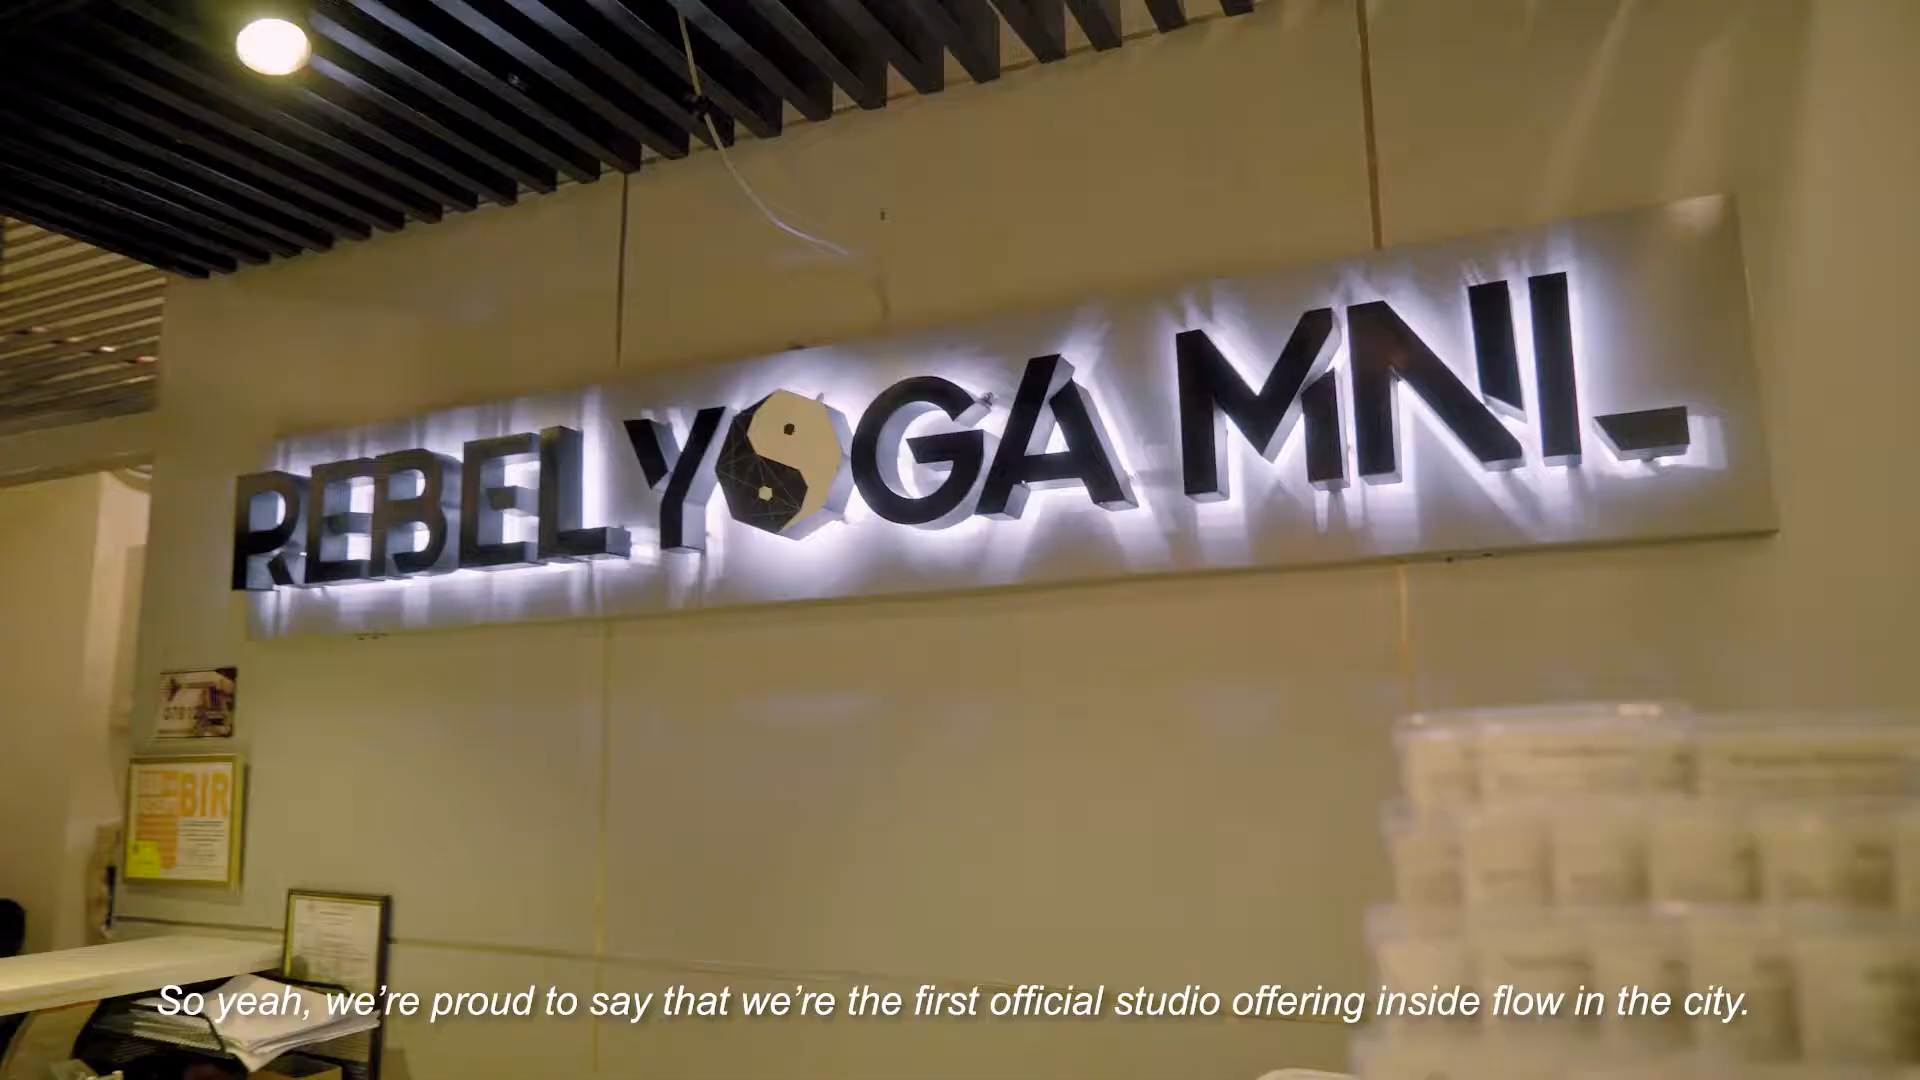 REBEL YOGA MNL
BIR
So yeah, we're proud to say that we're the first official studio offering inside flow in the city.